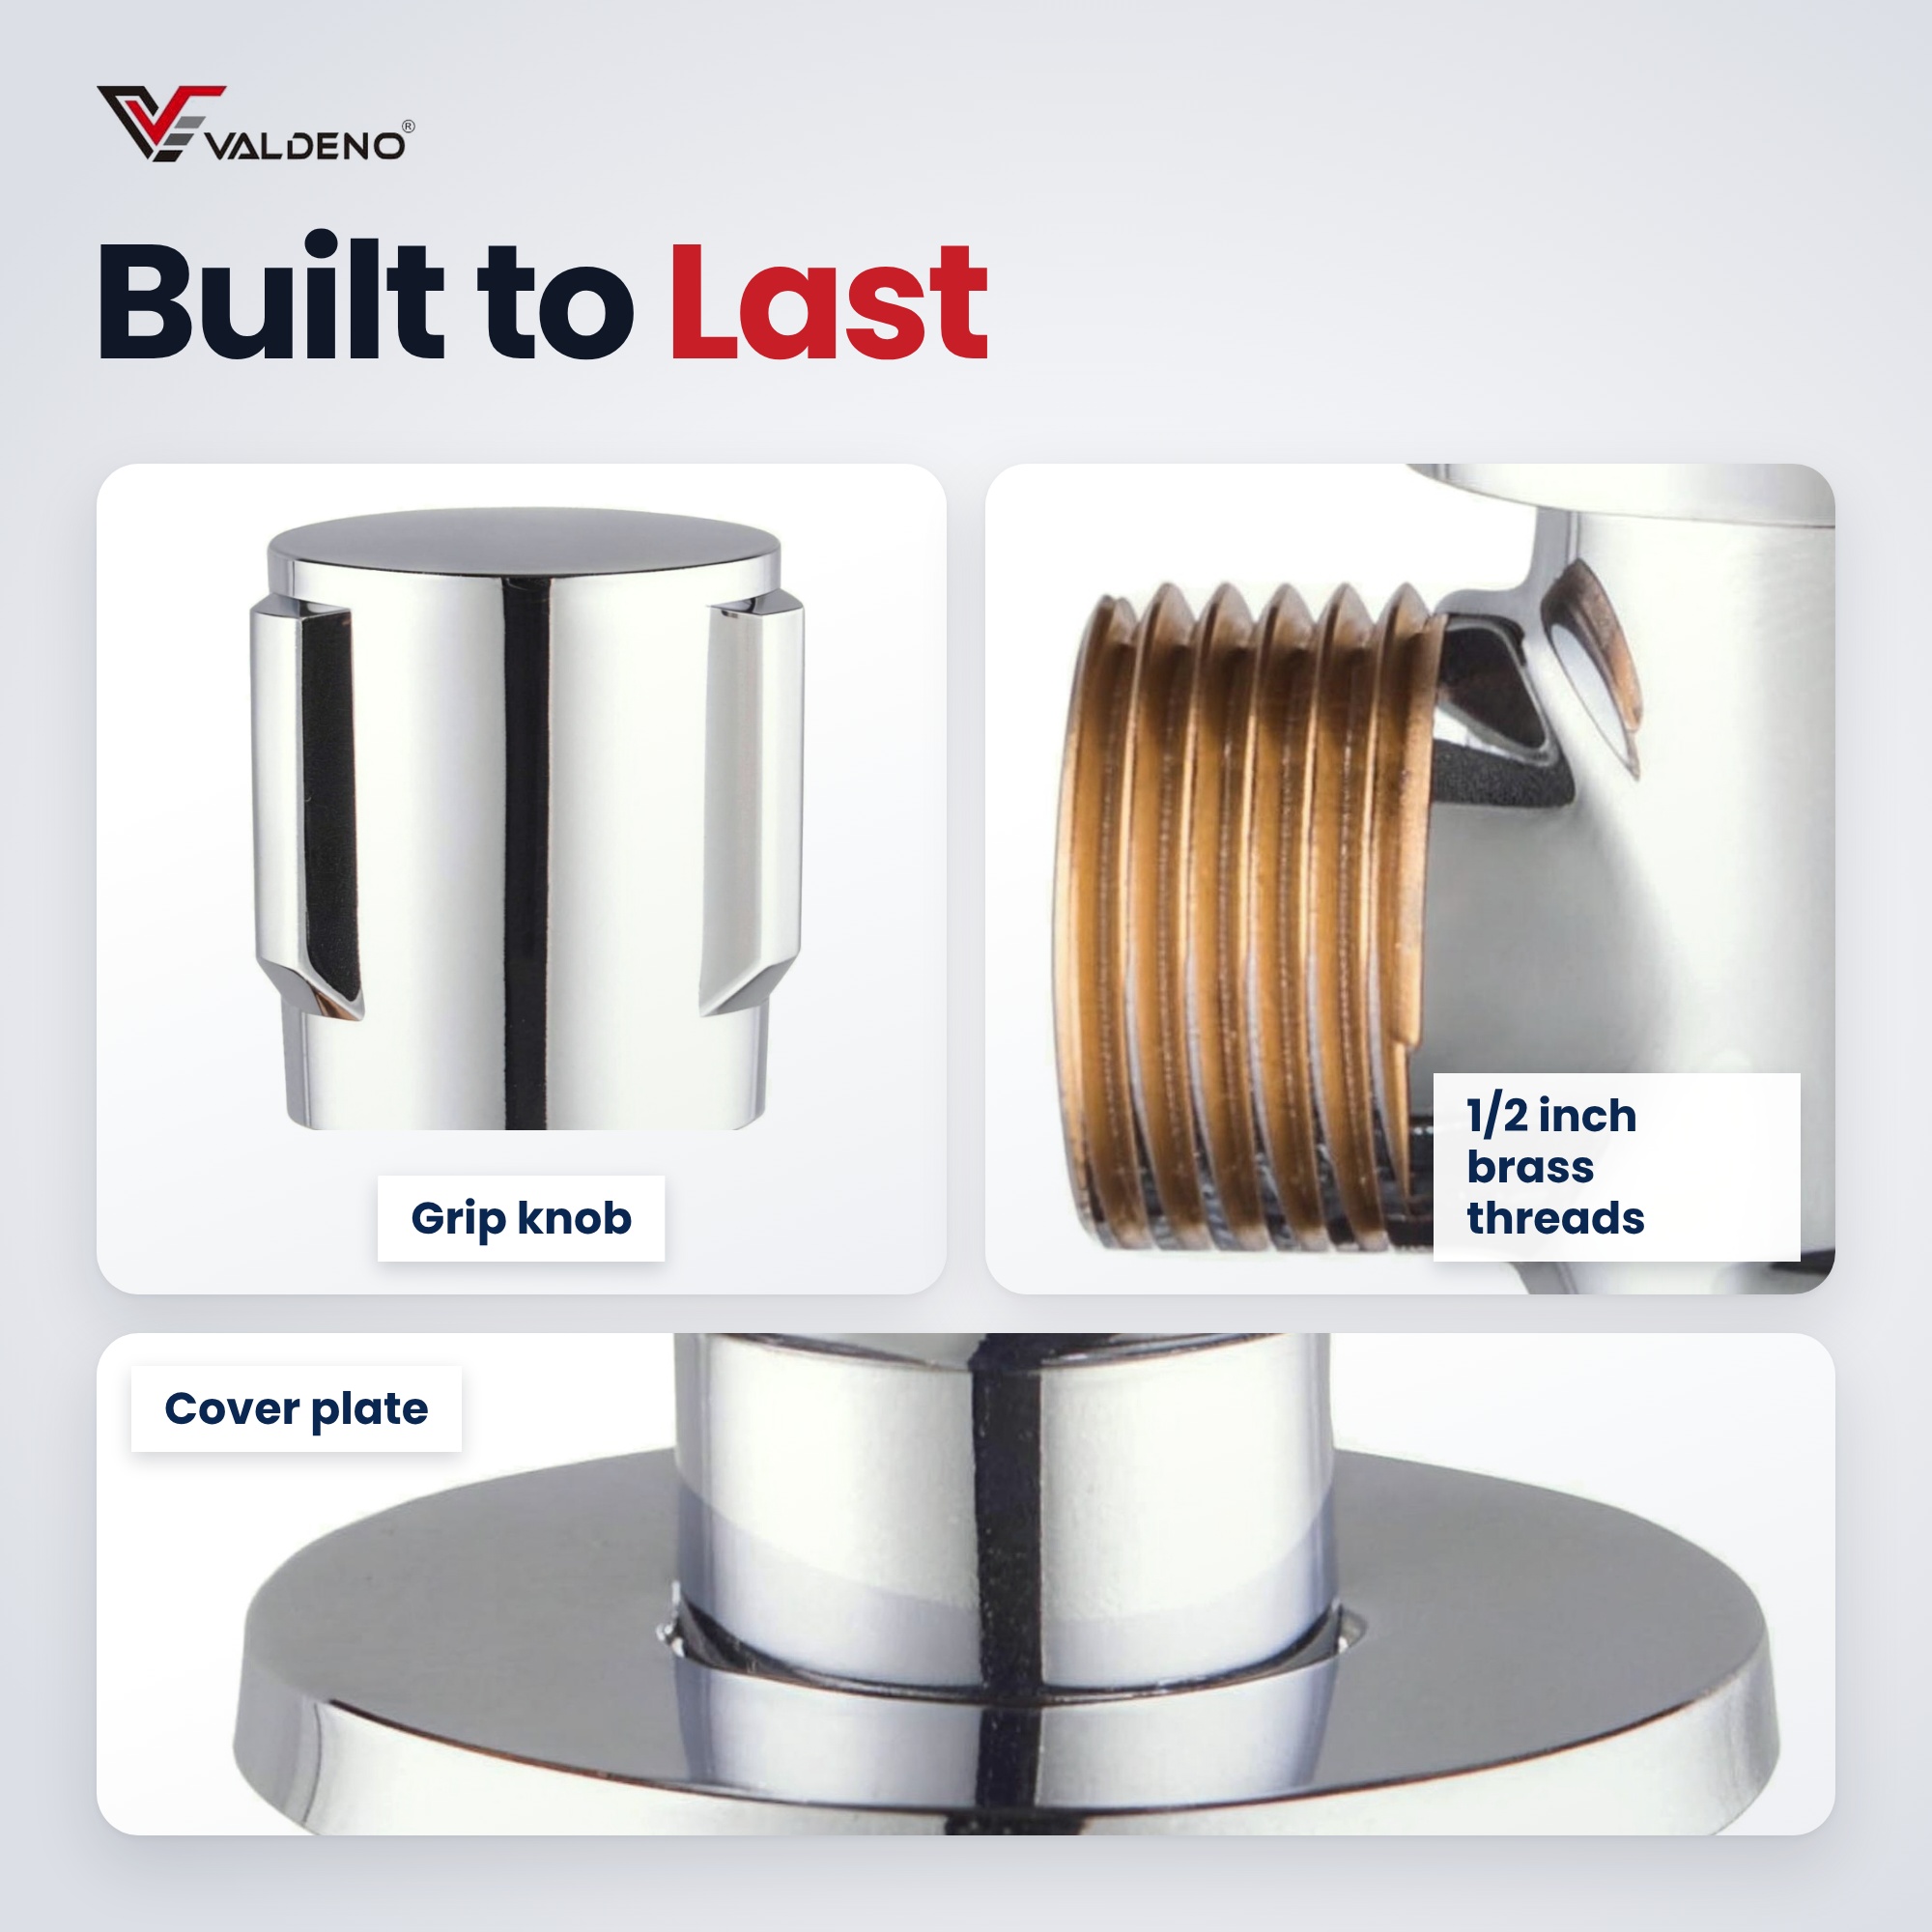 VALDENO®
Built to Last
Grip knob
1/2 inch
brass
threads
Cover plate